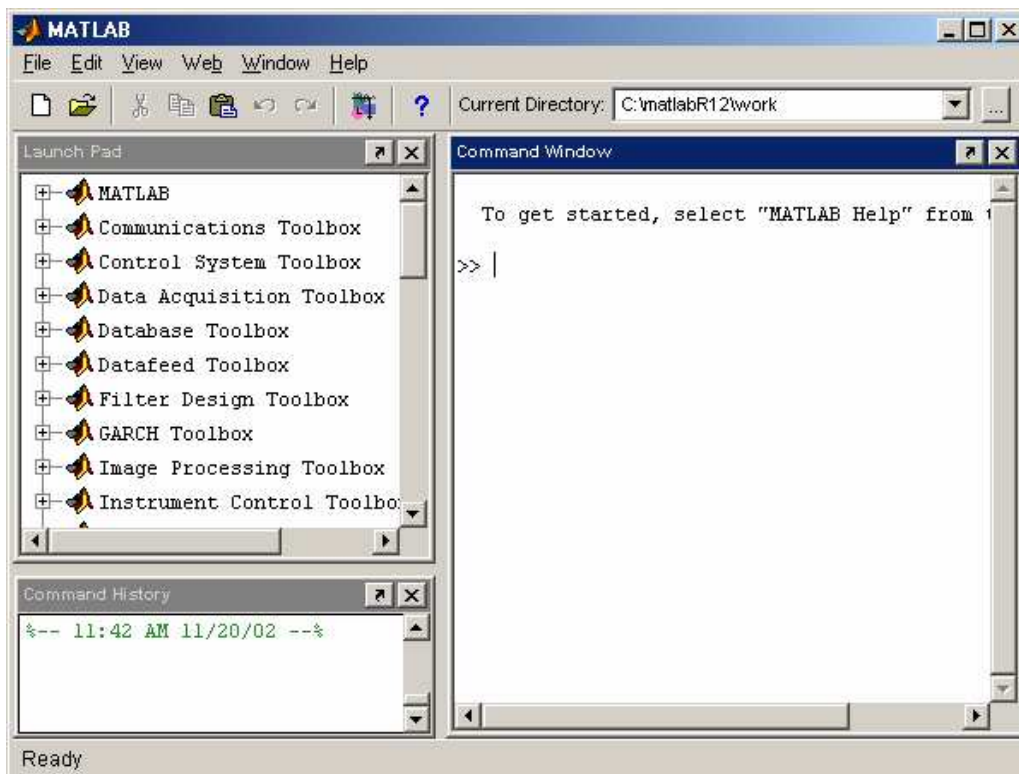 MATLAB
File Edit View Web Window Help
? Current Directory: C:\matlabR12\work ...
Launch Pad
MATLAB
Communications Toolbox
Control System Toolbox
Data Acquisition Toolbox
Database Toolbox
Datafeed Toolbox
Filter Design Toolbox
GARCH Toolbox
Image Processing Toolbox
Instrument Control Toolbo
Command History
%-- 11:42 AM 11/20/02 --%
Command Window
To get started, select "MATLAB Help" from
>>
Ready